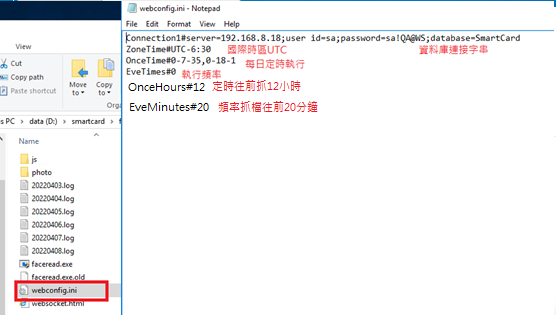 webconfig.ini - Notepad
File Edit Format View Help
Connection1#server=192.168.8.18;user id=sa;password=sa!QA@WS;database=SmartCard
ZoneTime#UTC-6:30 國際時區UTC 資料庫連接字串
OnceTime#0-7-35,0-18-1 每日定時執行
EveTimes#0 執行頻率
OnceHours#12 定時往前抓12小時
EveMinutes#20 頻率抓檔往前20分鐘
View
Cut
Copy path
Paste shortcut
Move to
Copy to
Organize
s PC > data (D:) > smartcard > f
Name
js
photo
20220403.log
20220404.log
20220405.log
20220406.log
20220407.log
20220408.log
faceread.exe
faceread.exe.old
webconfig.ini
websocket.html